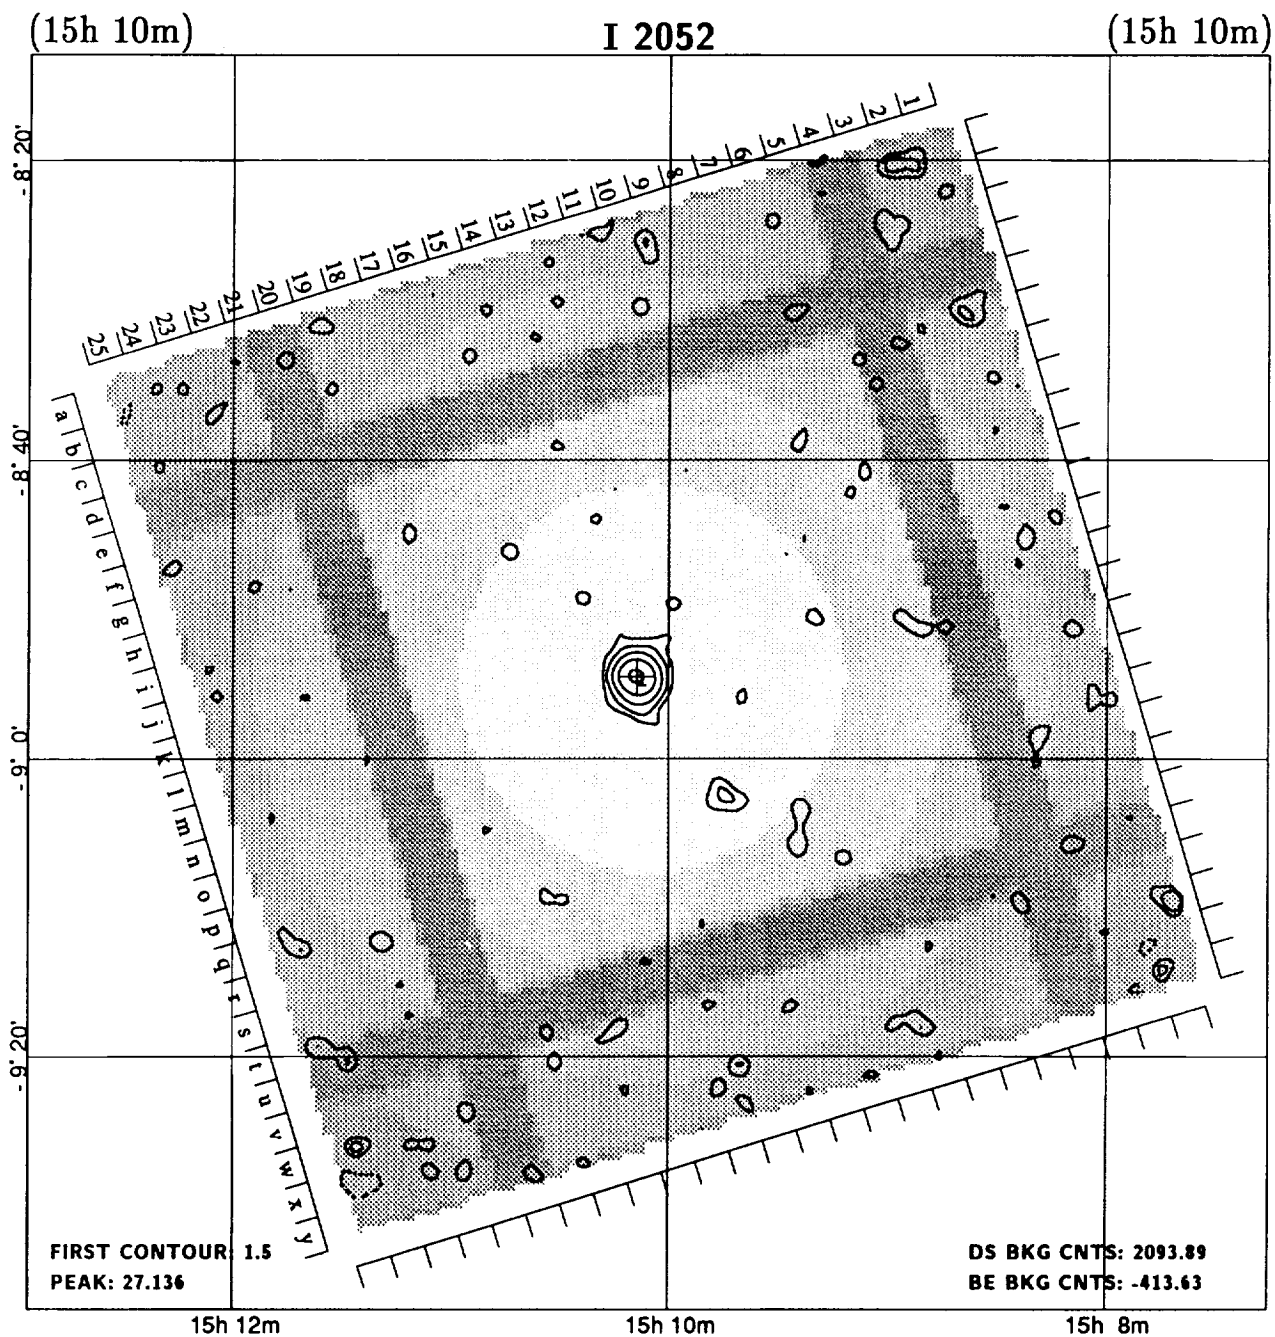 (15h 10m)
I 2052
(15h 10m)
1
2
3
4
5
6
7
8
9
10
11
12
13
14
15
16
17
18
19
20
21
22
23
24
25
a
b
c
d
e
f
g
h
i
j
k
l
m
n
o
p
q
r
s
t
u
v
w
x
y
-8° 20'
-8° 40'
-9° 0'
-9° 20'
FIRST CONTOUR: 1.5
PEAK: 27.136
DS BKG CNTS: 2093.89
BE BKG CNTS: -413.63
15h 12m
15h 10m
15h 8m